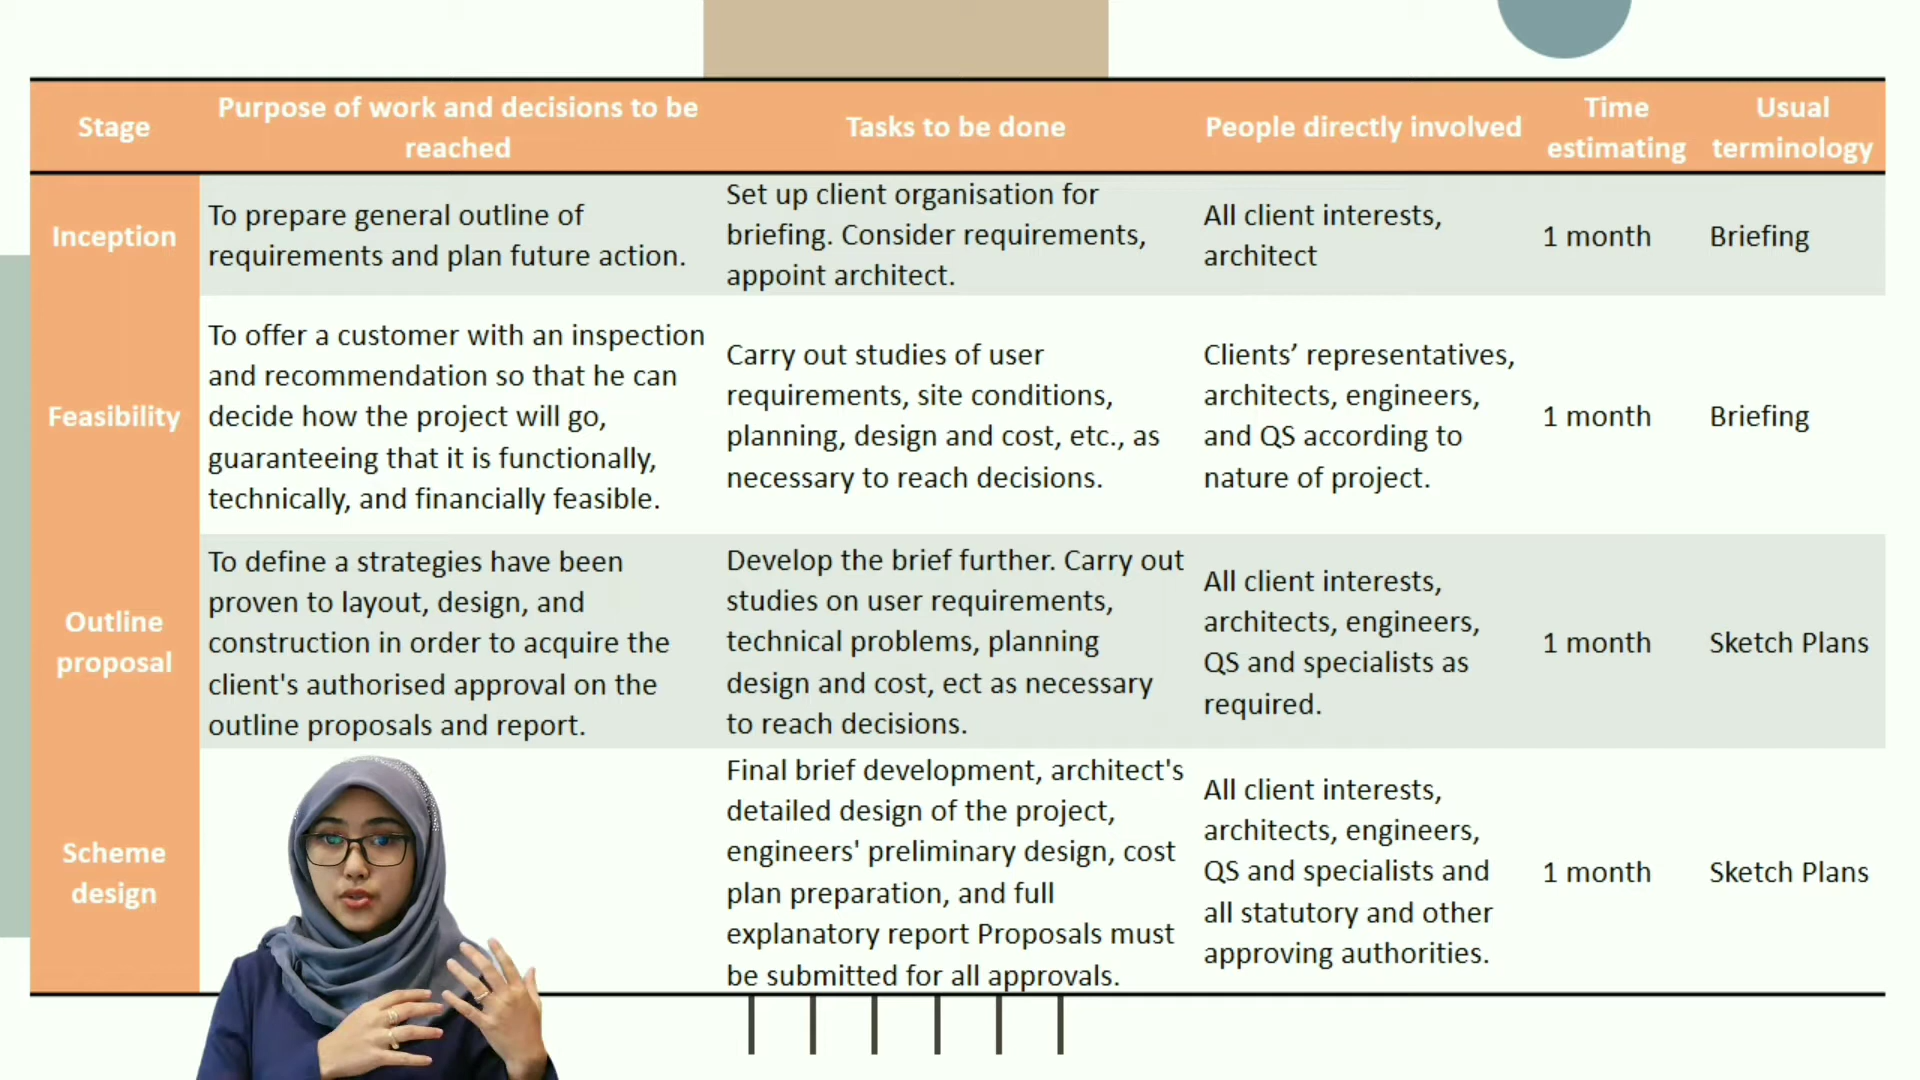 Stage
Purpose of work and decisions to be
reached
Tasks to be done
People directly involved
Time
estimating
Usual
terminology
Inception
To prepare general outline of
requirements and plan future action.
Set up client organisation for
briefing. Consider requirements,
appoint architect.
All client interests,
architect
1 month
Briefing
Feasibility
To offer a customer with an inspection
and recommendation so that he can
decide how the project will go,
guaranteeing that it is functionally,
technically, and financially feasible.
Carry out studies of user
requirements, site conditions,
planning, design and cost, etc., as
necessary to reach decisions.
Clients’ representatives,
architects, engineers,
and QS according to
nature of project.
1 month
Briefing
Outline
proposal
To define a strategies have been
proven to layout, design, and
construction in order to acquire the
client's authorised approval on the
outline proposals and report.
Develop the brief further. Carry out
studies on user requirements,
technical problems, planning
design and cost, ect as necessary
to reach decisions.
All client interests,
architects, engineers,
QS and specialists as
required.
1 month
Sketch Plans
Scheme
design
Final brief development, architect's
detailed design of the project,
engineers' preliminary design, cost
plan preparation, and full
explanatory report Proposals must
be submitted for all approvals.
All client interests,
architects, engineers,
QS and specialists and
all statutory and other
approving authorities.
1 month
Sketch Plans